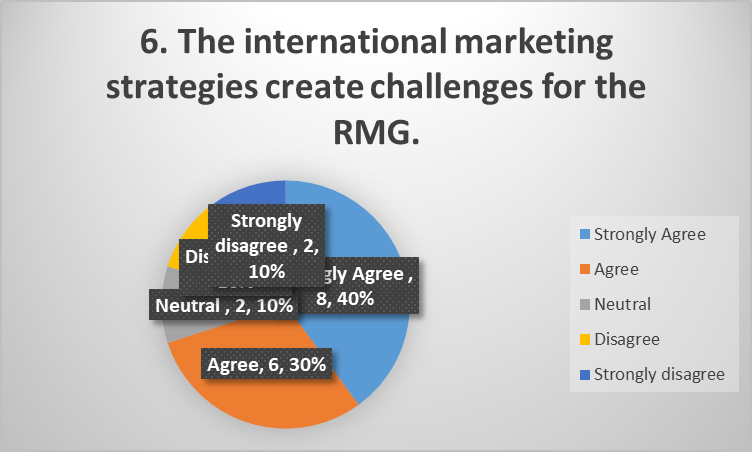 6. The international marketing
strategies create challenges for the
RMG.
Strongly
disagree , 2,
10%
Agree ,
8, 40%
Neutral , 2, 10%
Agree, 6, 30%
Strongly Agree
Agree
Neutral
Disagree
Strongly disagree